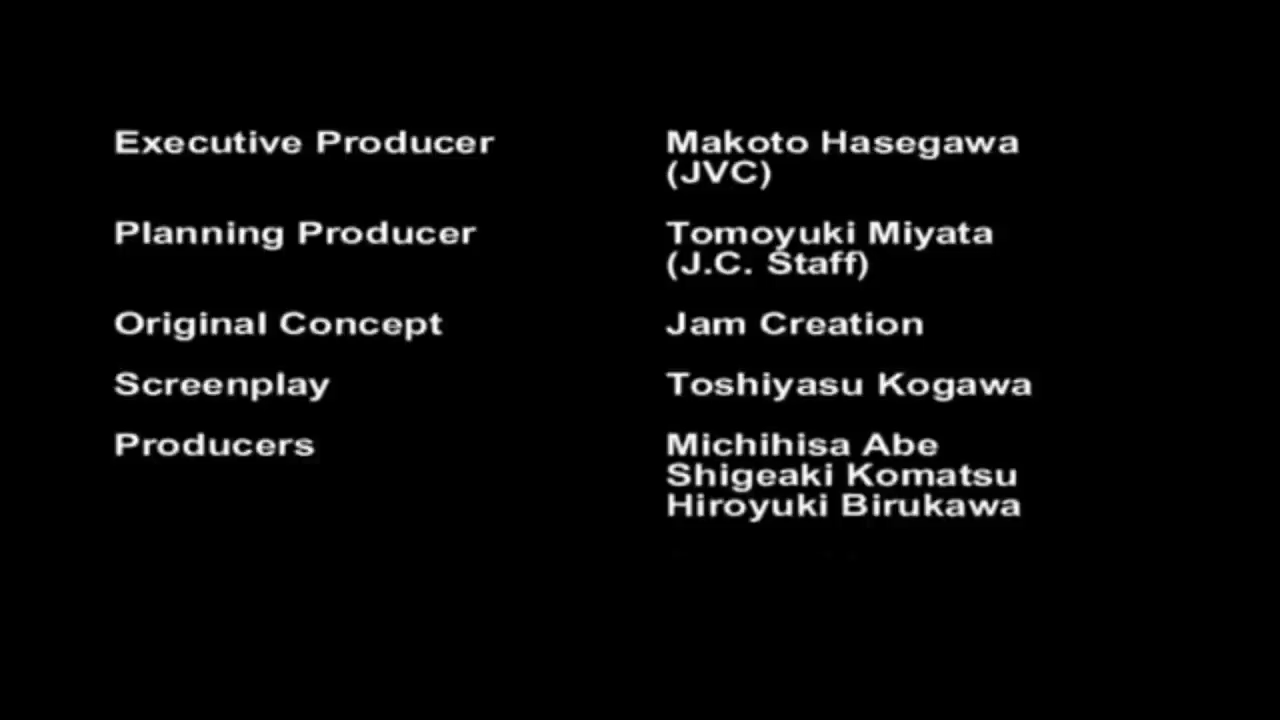 Executive Producer Makoto Hasegawa
(JVC)
Planning Producer Tomoyuki Miyata
(J.C. Staff)
Original Concept Jam Creation
Screenplay Toshiyasu Kogawa
Producers Michihisa Abe
Shigeaki Komatsu
Hiroyuki Birukawa